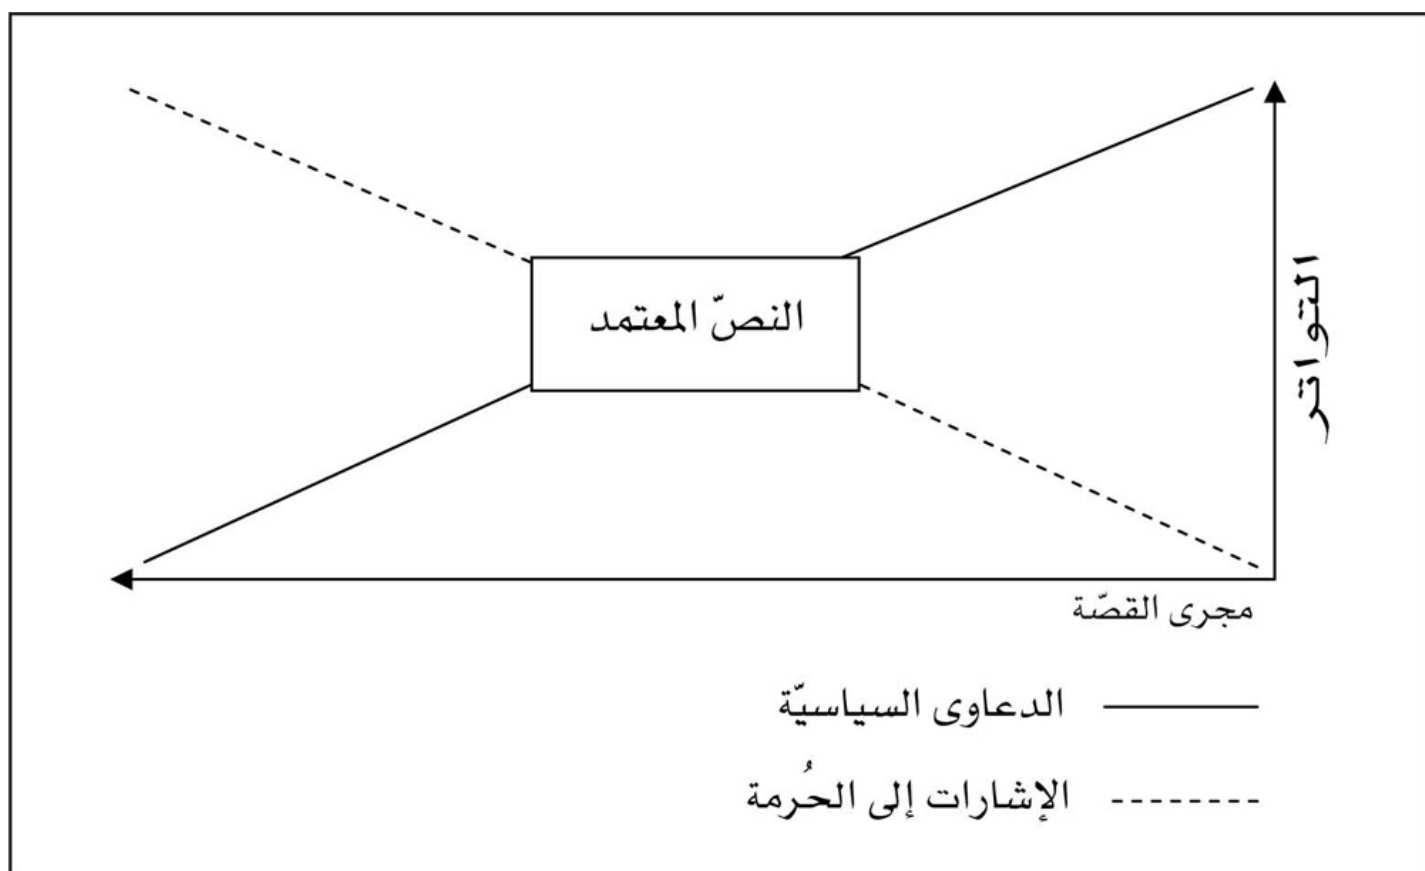 النصّ المعتمد
التواتر
مجرى القصّة
الدعاوى السياسيّة
الإشارات إلى الحُرمة